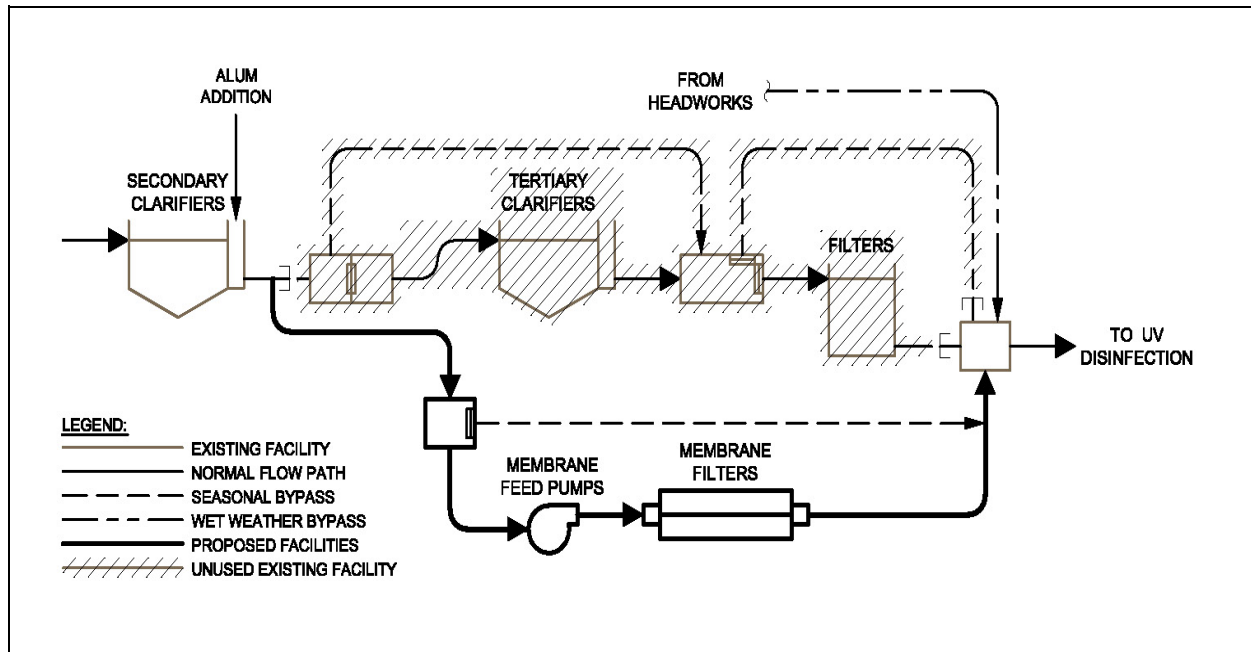 ALUM
ADDITION
FROM
HEADWORKS
SECONDARY
CLARIFIERS
TERTIARY
CLARIFIERS
FILTERS
TO UV
DISINFECTION
LEGEND:
EXISTING FACILITY
NORMAL FLOW PATH
SEASONAL BYPASS
WET WEATHER BYPASS
PROPOSED FACILITIES
UNUSED EXISTING FACILITY
MEMBRANE
FEED PUMPS
MEMBRANE
FILTERS